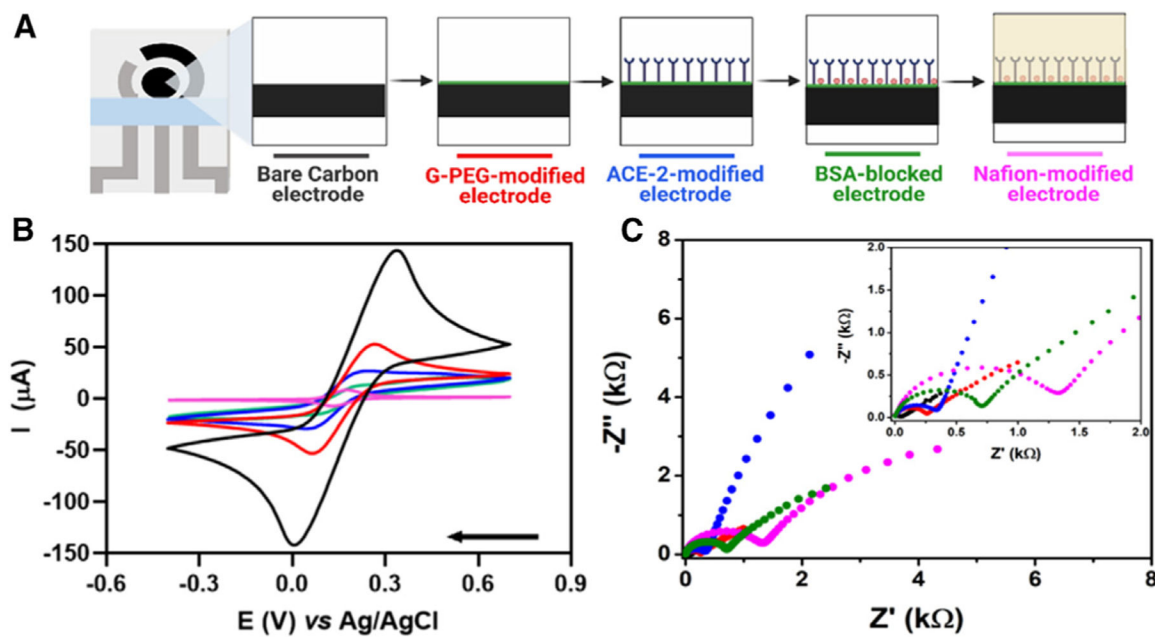 A
Bare Carbon
electrode
G-PEG-modified
electrode
ACE-2-modified
electrode
BSA-blocked
electrode
Nafion-modified
electrode
B
150
100
50
0
-50
-100
-150
I (µA)
-0.6
-0.3
0.0
0.3
0.6
0.9
E (V) vs Ag/AgCl
C
8
6
4
2
0
-Z'' (kΩ)
0
2
4
6
8
Z' (kΩ)
2.0
1.5
1.0
0.5
0.0
-Z'' (kΩ)
0.0
0.5
1.0
1.5
2.0
Z' (kΩ)